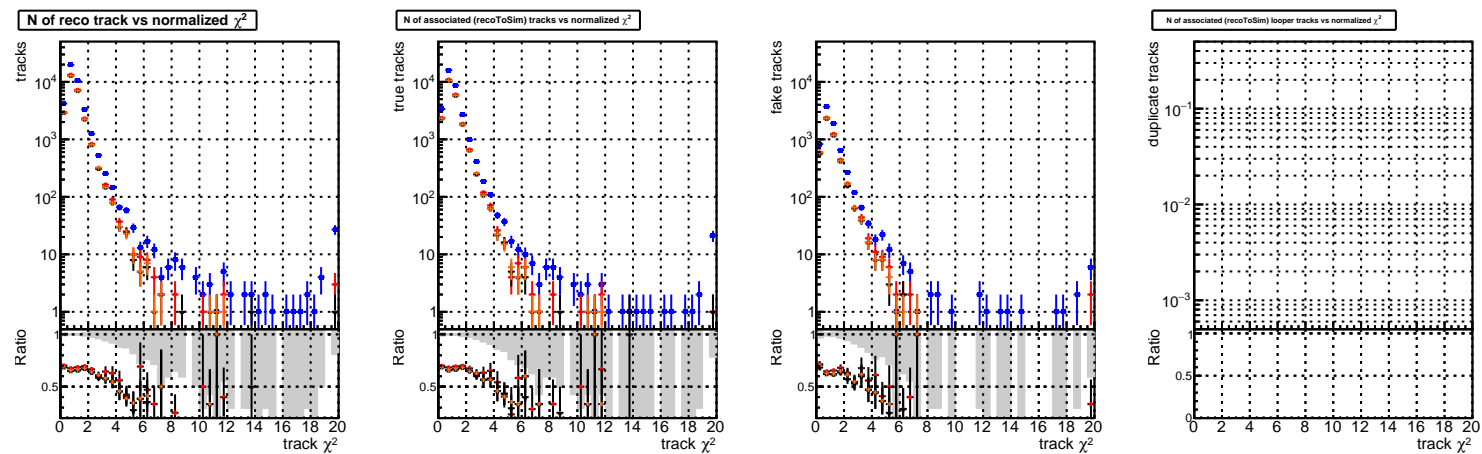 N of reco track vs normalized χ²
tracks
10⁴
10³
10²
10
1
Ratio
1
0.5
0 2 4 6 8 10 12 14 16 18 20
track χ²
N of associated (recoToSim) tracks vs normalized χ²
true tracks
10⁴
10³
10²
10
1
Ratio
1
0.5
0 2 4 6 8 10 12 14 16 18 20
track χ²
fake tracks
10⁴
10³
10²
10
1
Ratio
1
0.5
0 2 4 6 8 10 12 14 16 18 20
track χ²
N of associated (recoToSim) looper tracks vs normalized χ²
duplicate tracks
10⁻¹
10⁻²
10⁻³
Ratio
1
0.5
0
0 2 4 6 8 10 12 14 16 18 20
track χ²